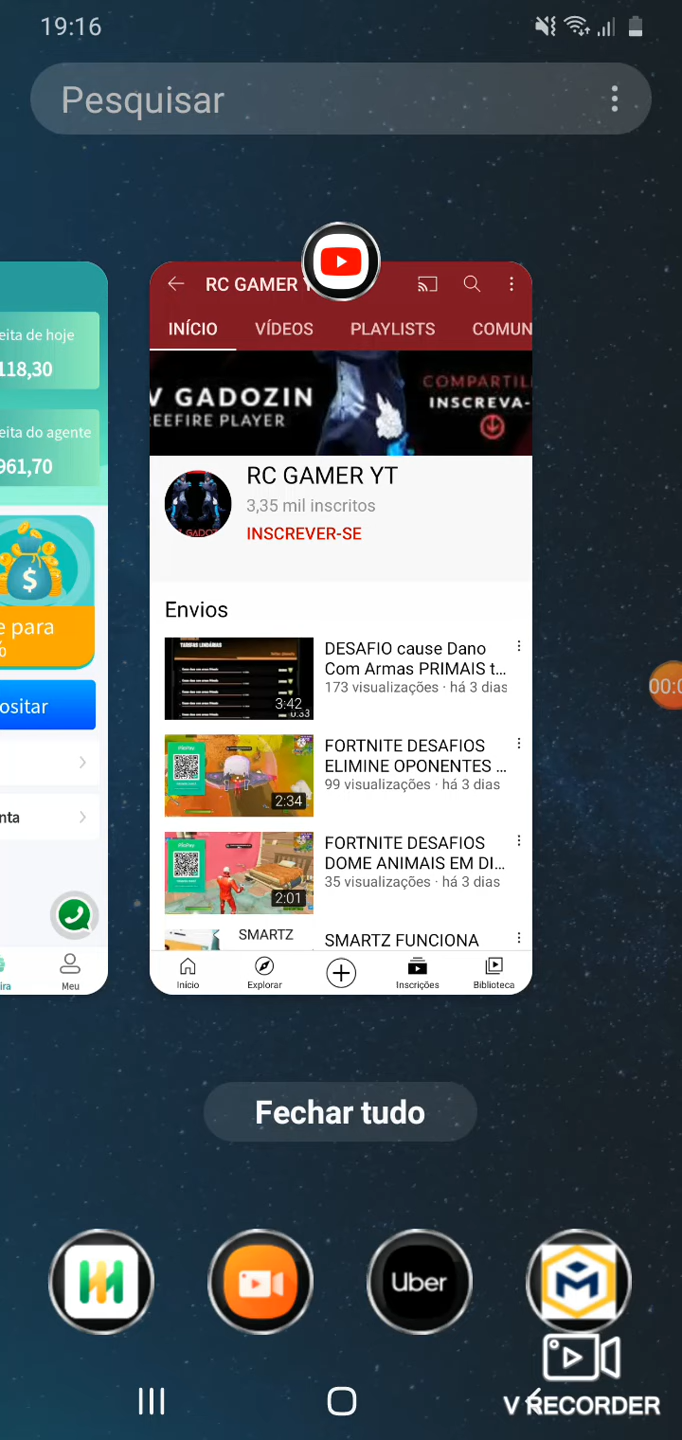 19:16
Pesquisar
eita de hoje
118,30
eita do agente
961,70
$
e para
%
ositar
nta
ira
Meu
RC GAMER Y
INÍCIO
VÍDEOS
PLAYLISTS
COMUN
V GADOZIN
EEFIRE PLAYER
COMPARTIL
INSCREVA-
RC GAMER YT
3,35 mil inscritos
INSCREVER-SE
Envios
3:42
DESAFIO cause Dano
Com Armas PRIMAIS t...
173 visualizações · há 3 dias
2:34
FORTNITE DESAFIOS
ELIMINE OPONENTES ...
99 visualizações · há 3 dias
2:01
FORTNITE DESAFIOS
DOME ANIMAIS EM DI...
35 visualizações · há 3 dias
SMARTZ
SMARTZ FUNCIONA
Início
Explorar
Inscrições
Biblioteca
00:0
Fechar tudo
Uber
V RECORDER